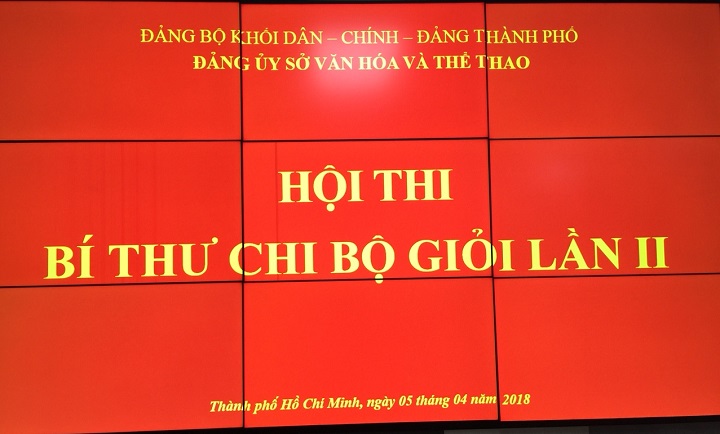 ĐẢNG BỘ KHỐI DÂN – CHÍNH – ĐẢNG THÀNH PHỐ
ĐẢNG ỦY SỞ VĂN HÓA VÀ THỂ THAO
HỘI THI
BÍ THƯ CHI BỘ GIỎI LẦN II
Thành phố Hồ Chí Minh, ngày 05 tháng 04 năm 2018